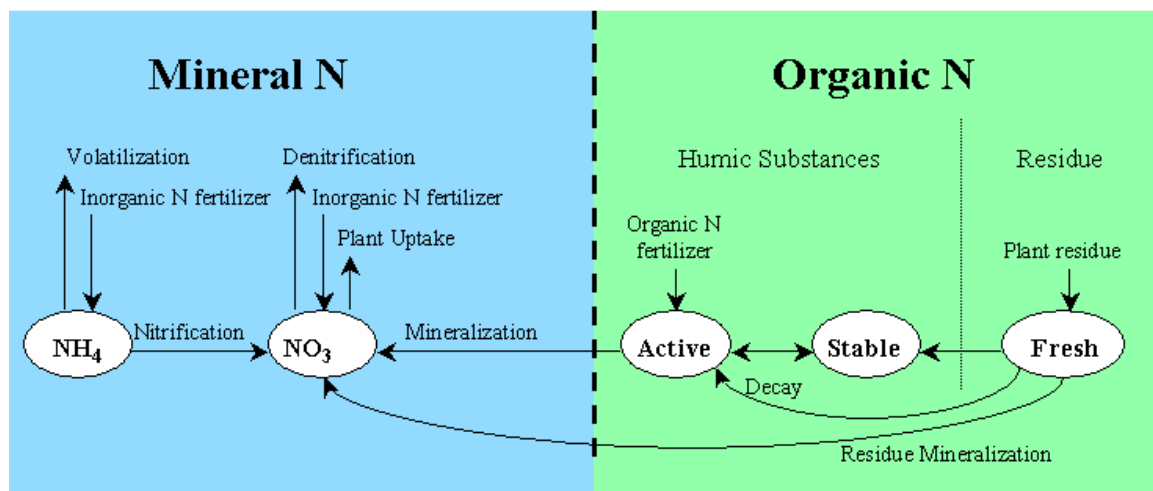 Mineral N
Organic N
Humic Substances
Residue
Volatilization
Denitrification
Inorganic N fertilizer
Inorganic N fertilizer
Plant Uptake
Organic N
fertilizer
Plant residue
NH4
Nitrification
NO3
Mineralization
Active
Stable
Fresh
Decay
Residue Mineralization